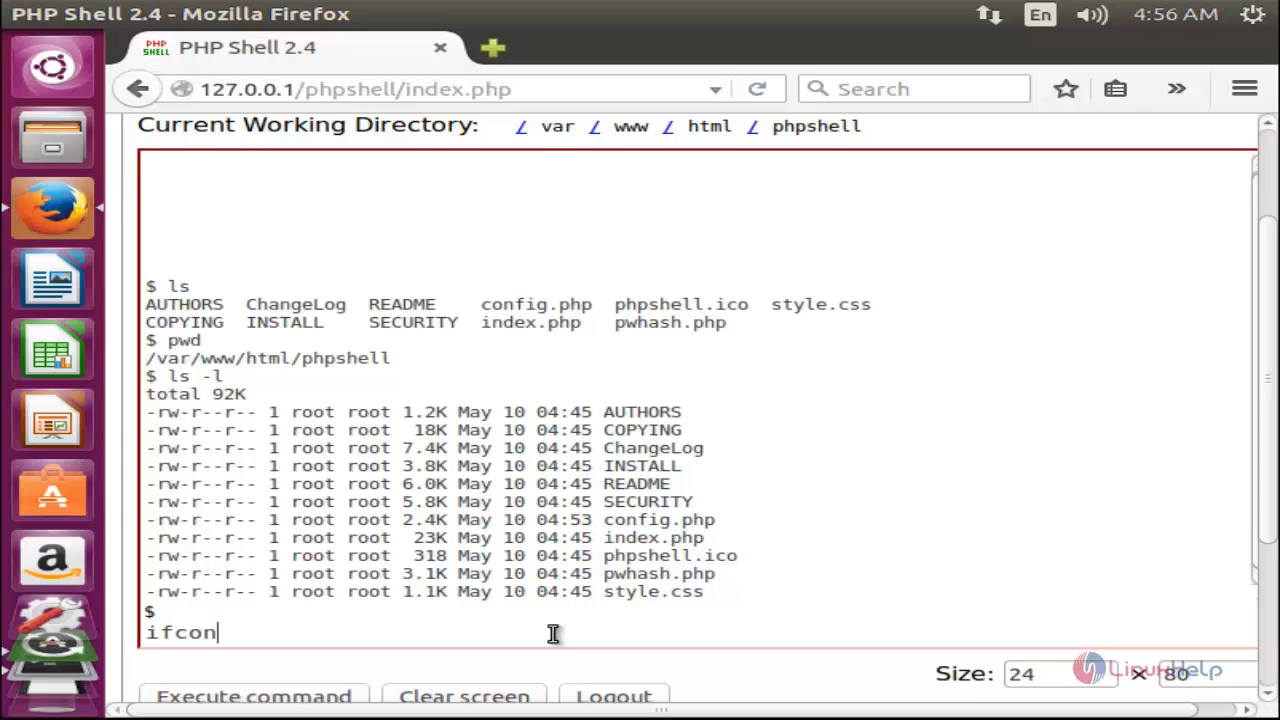 PHP Shell 2.4 - Mozilla Firefox En 4:56 AM
PHP SHELL PHP Shell 2.4
127.0.0.1/phpshell/index.php Search
Current Working Directory: / var / www / html / phpshell
$ ls
AUTHORS ChangeLog README config.php phpshell.ico style.css
COPYING INSTALL SECURITY index.php pwhash.php
$ pwd
/var/www/html/phpshell
$ ls -l
total 92K
-rw-r--r-- 1 root root 1.2K May 10 04:45 AUTHORS
-rw-r--r-- 1 root root 18K May 10 04:45 COPYING
-rw-r--r-- 1 root root 7.4K May 10 04:45 ChangeLog
-rw-r--r-- 1 root root 3.8K May 10 04:45 INSTALL
-rw-r--r-- 1 root root 6.0K May 10 04:45 README
-rw-r--r-- 1 root root 5.8K May 10 04:45 SECURITY
-rw-r--r-- 1 root root 2.4K May 10 04:53 config.php
-rw-r--r-- 1 root root 23K May 10 04:45 index.php
-rw-r--r-- 1 root root 318 May 10 04:45 phpshell.ico
-rw-r--r-- 1 root root 3.1K May 10 04:45 pwhash.php
-rw-r--r-- 1 root root 1.1K May 10 04:45 style.css
$
ifcon
Size: 24 × 80
LinuxHelp
Execute command Clear screen Logout